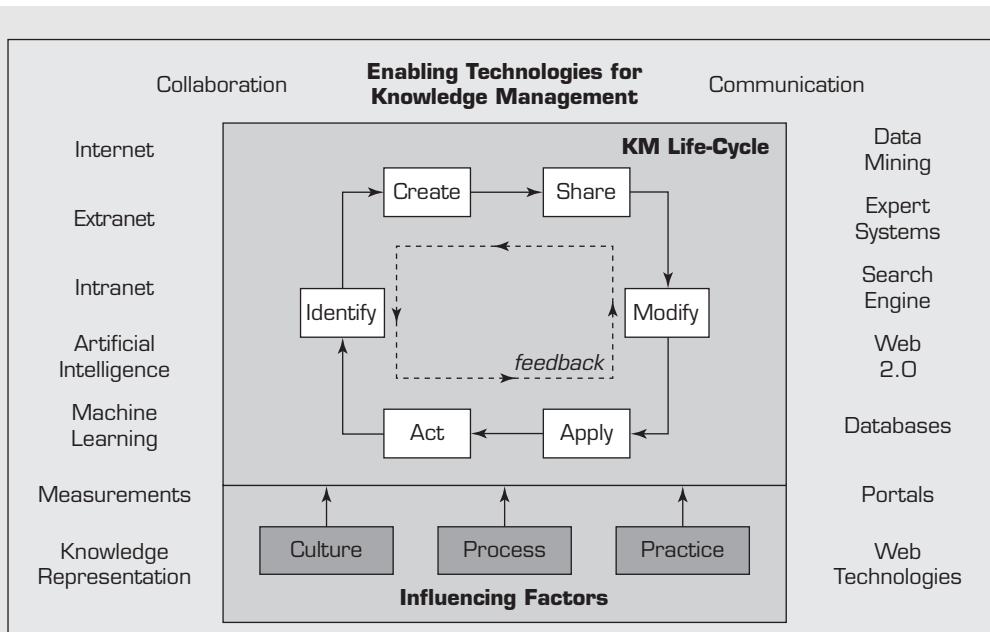 Collaboration
Enabling Technologies for
Knowledge Management
Communication
Internet
Extranet
Intranet
Artificial
Intelligence
Machine
Learning
Measurements
Knowledge
Representation
KM Life-Cycle
Create
Share
Identify
Modify
feedback
Act
Apply
Culture
Process
Practice
Influencing Factors
Data
Mining
Expert
Systems
Search
Engine
Web
2.0
Databases
Portals
Web
Technologies